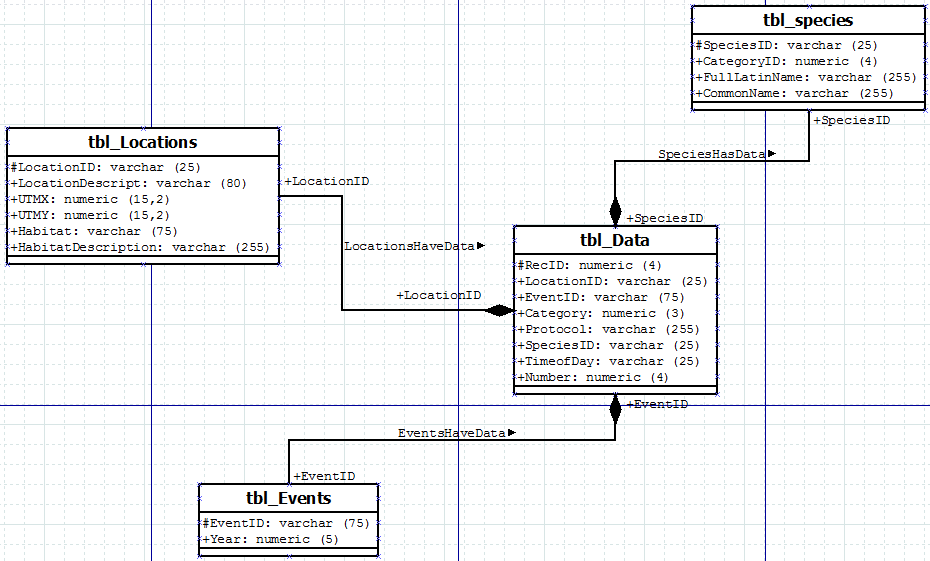 tbl_species
#SpeciesID: varchar (25)
+CategoryID: numeric (4)
+FullLatinName: varchar (255)
+CommonName: varchar (255)
+SpeciesID
SpeciesHasData
+SpeciesID
tbl_Locations
#LocationID: varchar (25)
+LocationDescript: varchar (80)
+UTMX: numeric (15,2)
+UTMY: numeric (15,2)
+Habitat: varchar (75)
+HabitatDescription: varchar (255)
+LocationID
LocationsHaveData
+LocationID
tbl_Data
#RecID: numeric (4)
+LocationID: varchar (25)
+EventID: varchar (75)
+Category: numeric (3)
+Protocol: varchar (255)
+SpeciesID: varchar (25)
+TimeofDay: varchar (25)
+Number: numeric (4)
+EventID
EventsHaveData
+EventID
tbl_Events
#EventID: varchar (75)
+Year: numeric (5)